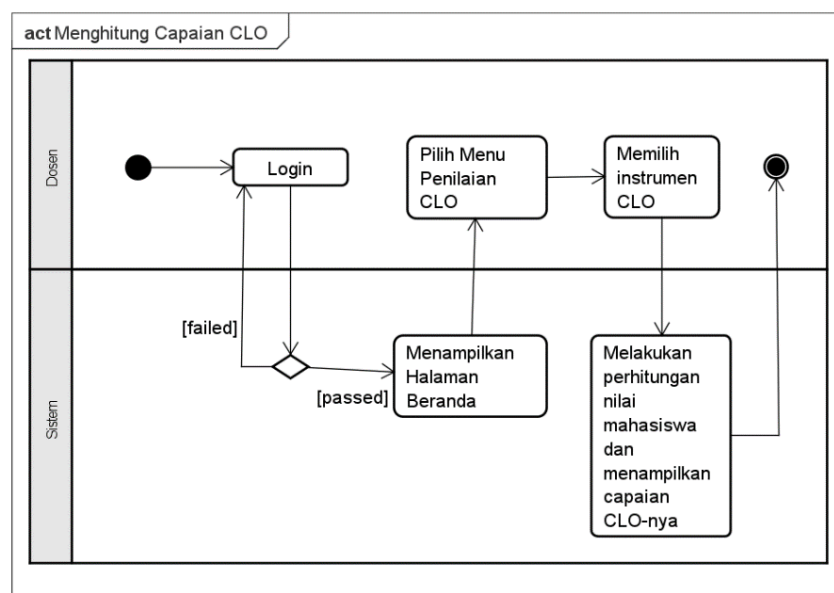 act Menghitung Capaian CLO
Dosen
Login
Pilih Menu
Penilaian
CLO
Memilih
instrumen
CLO
Sistem
[failed]
[passed]
Menampilkan
Halaman
Beranda
Melakukan
perhitungan
nilai
mahasiswa
dan
menampilkan
capaian
CLO-nya